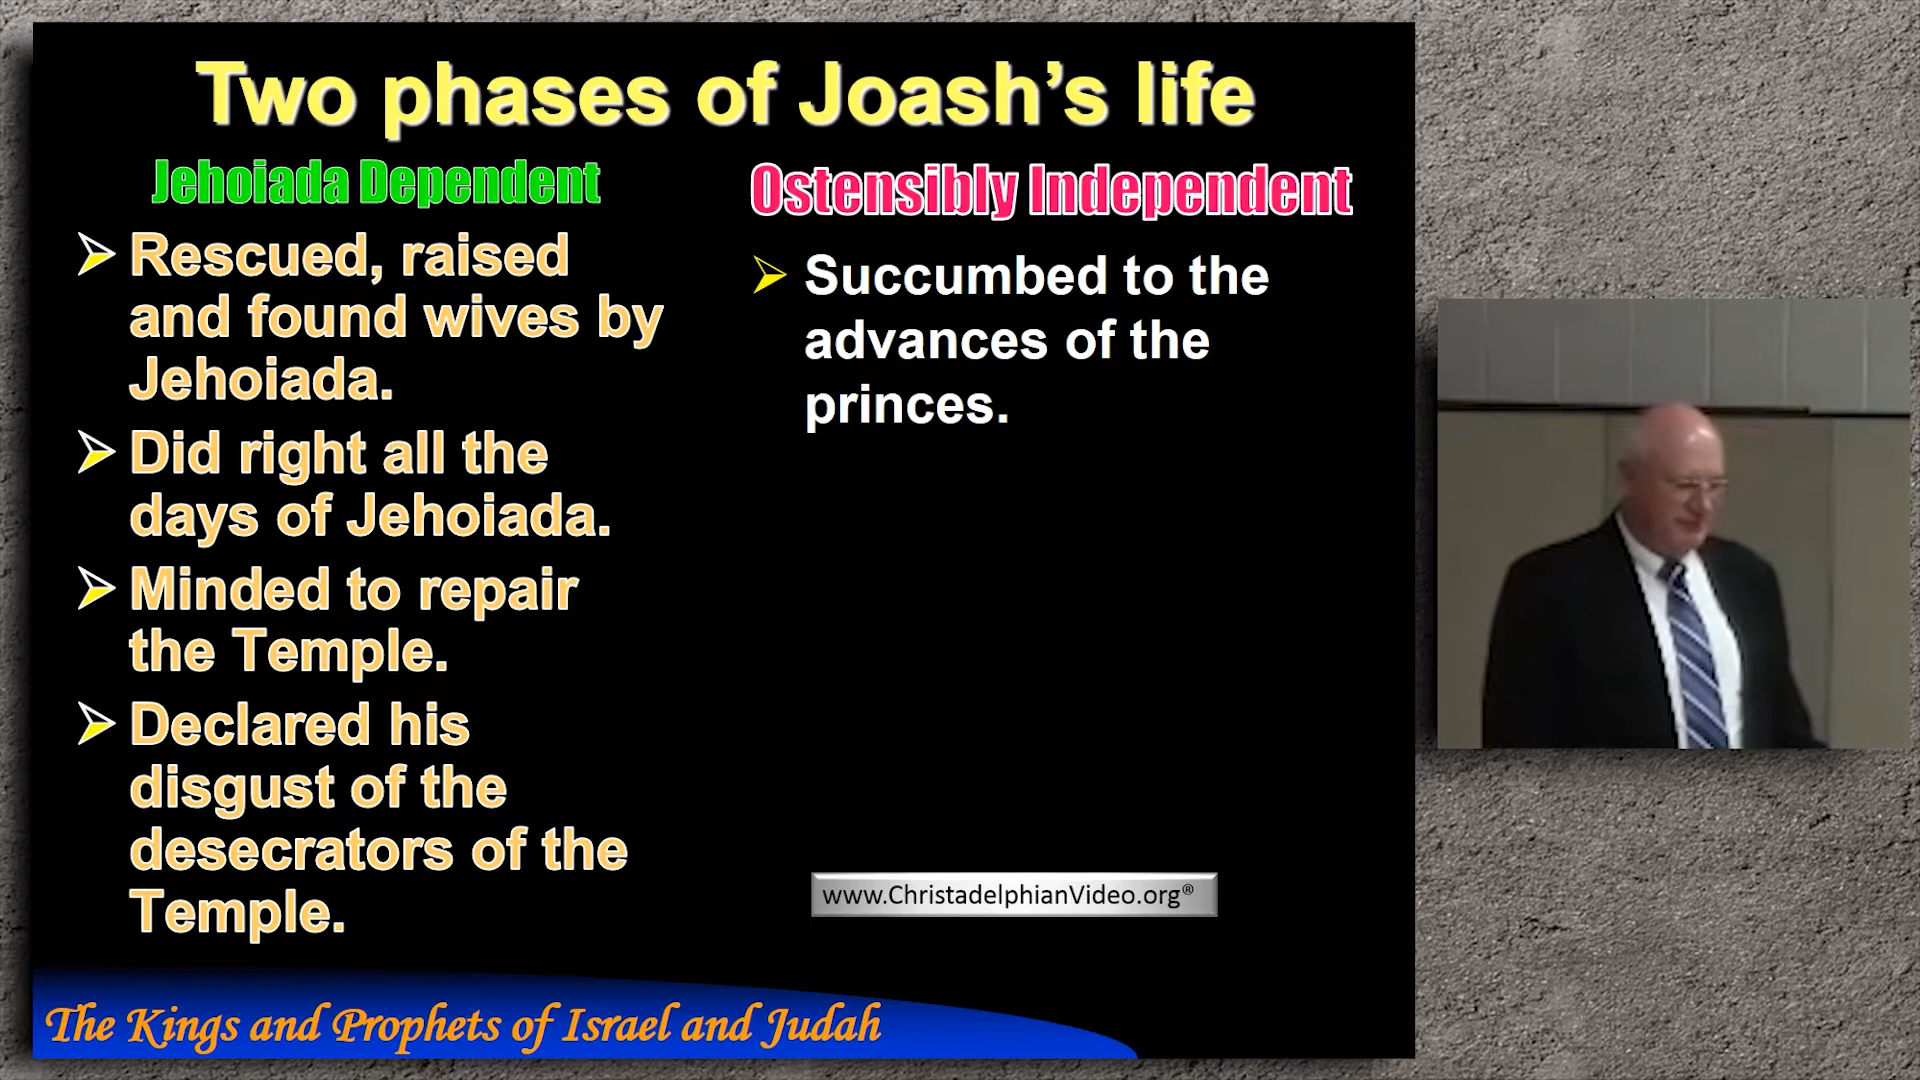 Two phases of Joash’s life
Jehoiada Dependent
Rescued, raised
and found wives by
Jehoiada.
Did right all the
days of Jehoiada.
Minded to repair
the Temple.
Declared his
disgust of the
desecrators of the
Temple.
Ostensibly Independent
Succumbed to the
advances of the
princes.
www.ChristadelphianVideo.org®
The Kings and Prophets of Israel and Judah